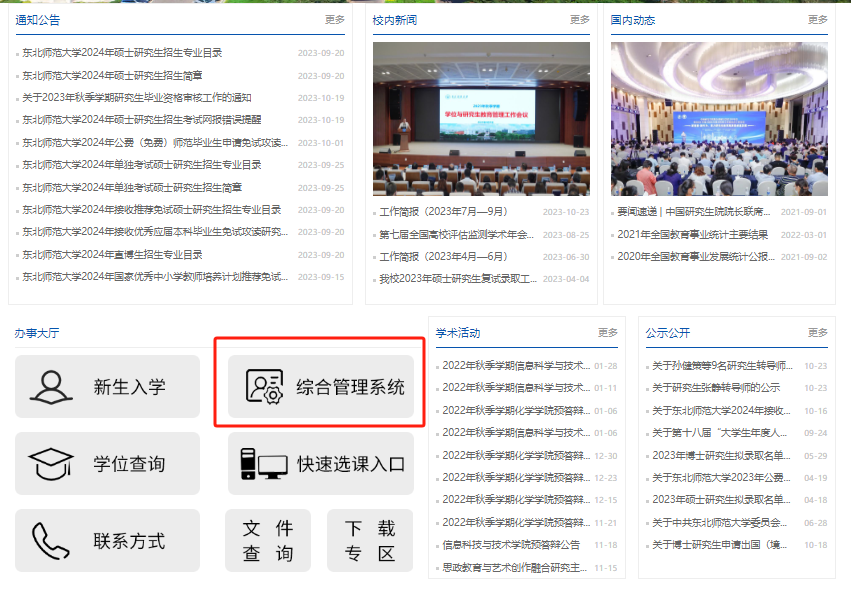 通知公告 更多
东北师范大学2024年硕士研究生招生专业目录 2023-09-20
东北师范大学2024年硕士研究生招生简章 2023-09-20
关于2023年秋季学期研究生毕业资格审核工作的通知 2023-10-19
东北师范大学2024年硕士研究生招生考试网报错误提醒 2023-10-19
东北师范大学2024年公费（免费）师范毕业生申请免试攻读... 2023-10-01
东北师范大学2024年单独考试硕士研究生招生专业目录 2023-09-25
东北师范大学2024年单独考试硕士研究生招生简章 2023-09-25
东北师范大学2024年接收推荐免试硕士研究生招生专业目录 2023-09-20
东北师范大学2024年接收优秀应届本科毕业生免试攻读研究... 2023-09-20
东北师范大学2024年直博生招生专业目录 2023-09-20
东北师范大学2024年国家优秀中小学教师培养计划推荐免试... 2023-09-15
校内新闻 更多
学位与研究生教育管理工作会议
工作简报（2023年7月—9月） 2023-10-23
第七届全国高校评估监测学术年会... 2023-08-25
工作简报（2023年4月—6月） 2023-06-30
我校2023年硕士研究生复试录取工... 2023-04-04
国内动态 更多
要闻速递 | 中国研究生院院长联席... 2021-09-01
2021年全国教育事业统计主要结果 2022-03-01
2020年全国教育事业发展统计公报... 2021-09-02
办事大厅
新生入学
综合管理系统
学位查询
快速选课入口
联系方式
文 件
查 询
下 载
专 区
学术活动 更多
2022年秋季学期信息科学与技术... 01-28
2022年秋季学期信息科学与技术... 01-11
2022年秋季学期化学学院预答辩... 01-06
2022年秋季学期信息科学与技术... 01-06
2022年秋季学期化学学院预答辩... 12-30
2022年秋季学期化学学院预答辩... 12-23
2022年秋季学期化学学院预答辩... 12-15
2022年秋季学期化学学院预答辩... 11-21
信息科技与技术学院预答辩公告 11-18
思政教育与艺术创作融合研究主... 11-15
公示公开 更多
关于孙健策等9名研究生转导师... 10-23
关于研究生张静转导师的公示 10-23
关于东北师范大学2024年接收... 10-16
关于第十八届“大学生年度人... 09-24
2023年博士研究生拟录取名单... 05-29
关于东北师范大学2023年公费... 04-19
2023年硕士研究生拟录取名单... 04-18
关于中共东北师范大学委员会... 06-28
关于博士研究生申请出国（境... 10-18